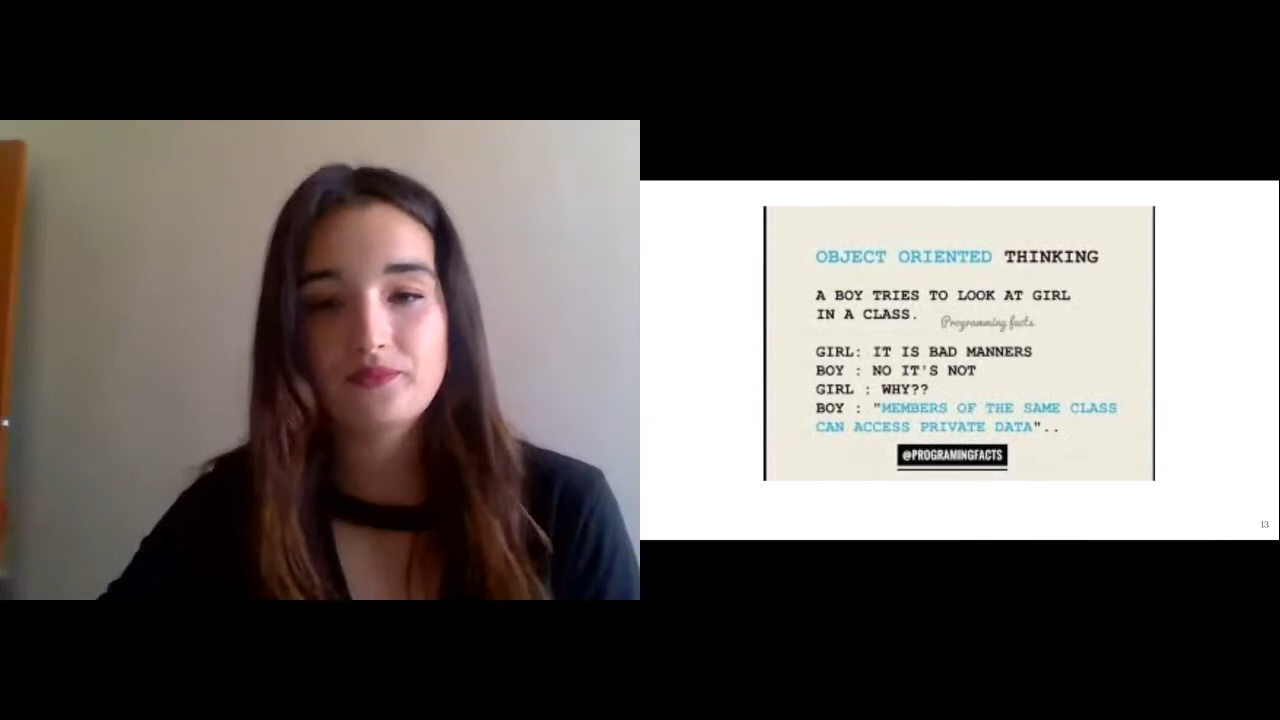 OBJECT ORIENTED THINKING
A BOY TRIES TO LOOK AT GIRL
IN A CLASS.
Programming facts
GIRL: IT IS BAD MANNERS
BOY : NO IT'S NOT
GIRL : WHY??
BOY : "MEMBERS OF THE SAME CLASS
CAN ACCESS PRIVATE DATA"..
@PROGRAMINGFACTS
13